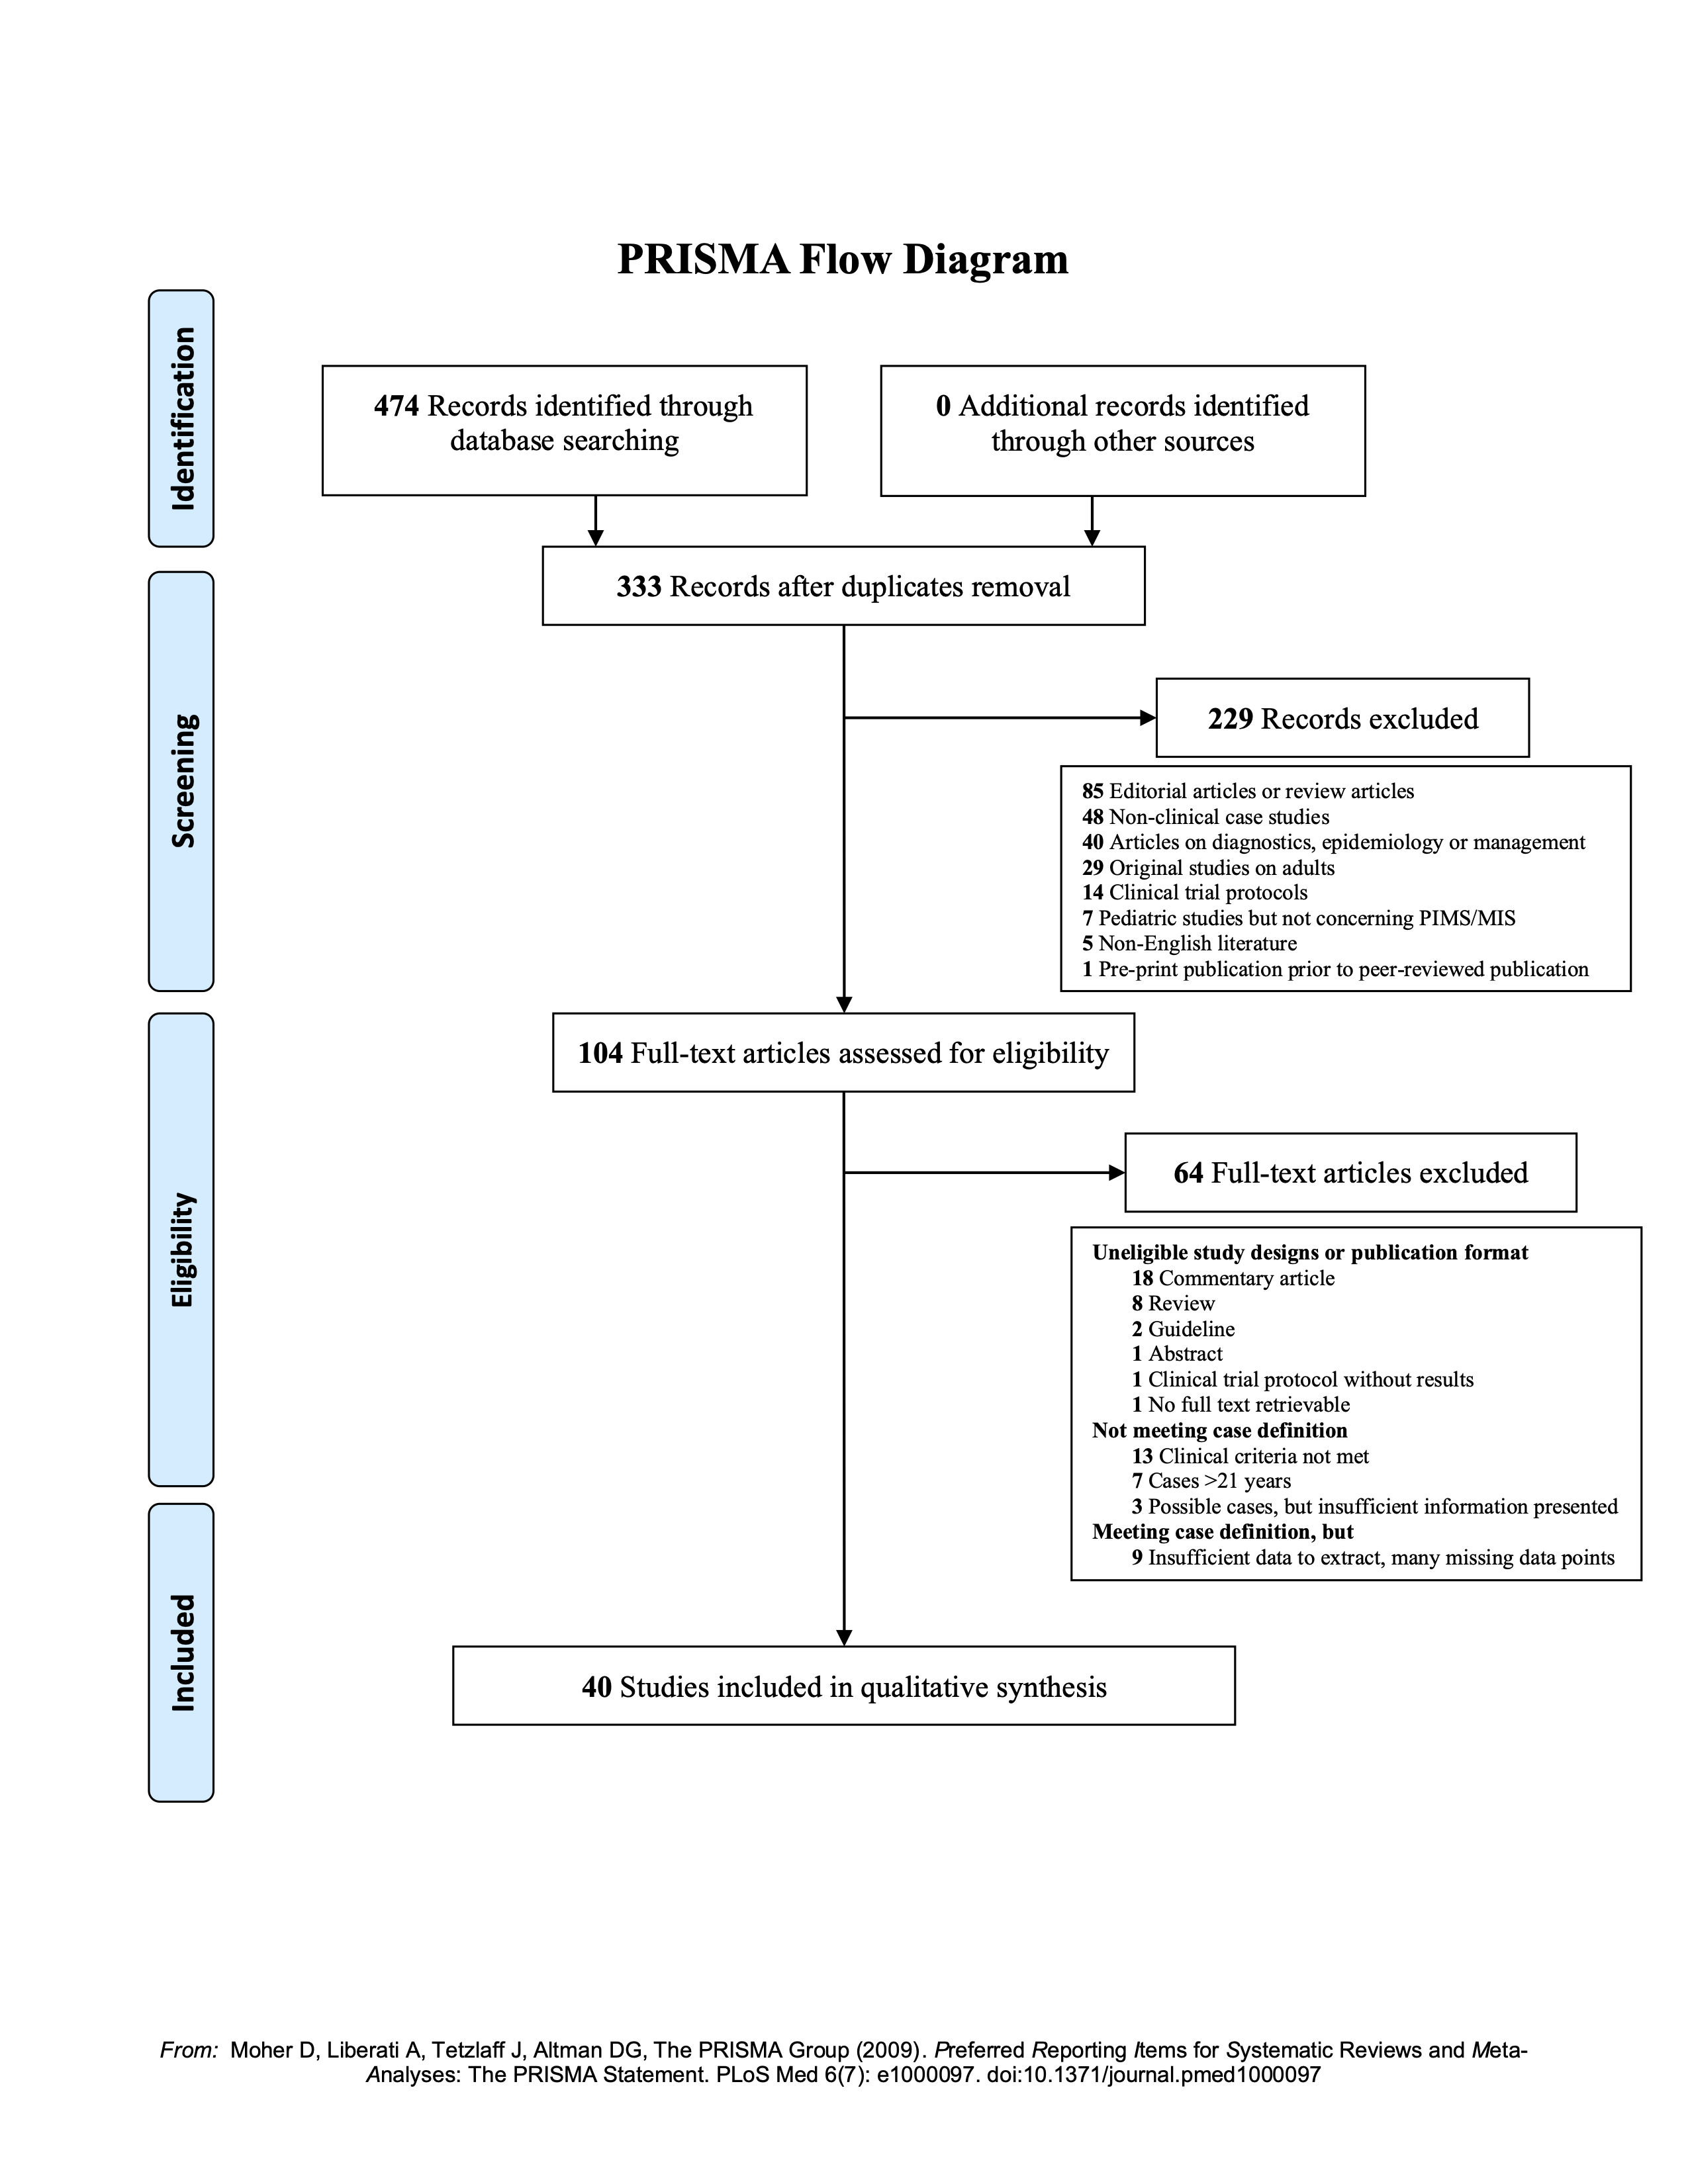 PRISMA Flow Diagram
Identification
474 Records identified through
database searching
0 Additional records identified
through other sources
333 Records after duplicates removal
Screening
229 Records excluded
85 Editorial articles or review articles
48 Non-clinical case studies
40 Articles on diagnostics, epidemiology or management
29 Original studies on adults
14 Clinical trial protocols
7 Pediatric studies but not concerning PIMS/MIS
5 Non-English literature
1 Pre-print publication prior to peer-reviewed publication
104 Full-text articles assessed for eligibility
Eligibility
64 Full-text articles excluded
Uneligible study designs or publication format
18 Commentary article
8 Review
2 Guideline
1 Abstract
1 Clinical trial protocol without results
1 No full text retrievable
Not meeting case definition
13 Clinical criteria not met
7 Cases >21 years
3 Possible cases, but insufficient information presented
Meeting case definition, but
9 Insufficient data to extract, many missing data points
Included
40 Studies included in qualitative synthesis
From: Moher D, Liberati A, Tetzlaff J, Altman DG, The PRISMA Group (2009). Preferred Reporting Items for Systematic Reviews and Meta-
Analyses: The PRISMA Statement. PLoS Med 6(7): e1000097. doi:10.1371/journal.pmed1000097